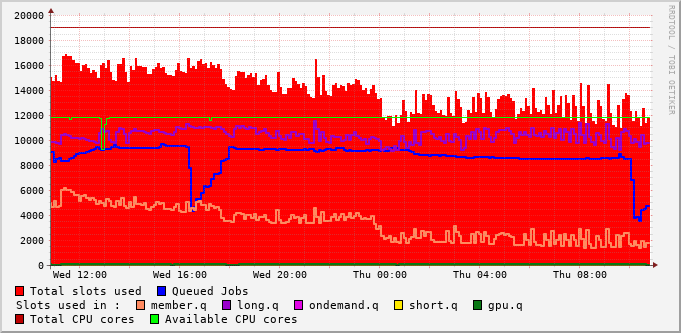 RRDTOOL / TOBI OETIKER
20000
18000
16000
14000
12000
10000
8000
6000
4000
2000
0
Wed 12:00 Wed 16:00 Wed 20:00 Thu 00:00 Thu 04:00 Thu 08:00
Total slots used Queued Jobs
Slots used in : member.q long.q ondemand.q short.q gpu.q
Total CPU cores Available CPU cores